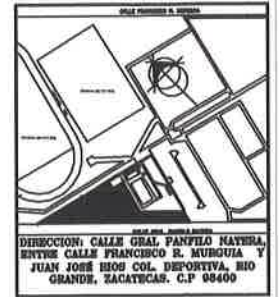 CALLE FRANCISCO R. MURGUIA
DIRECCION: CALLE GRAL PANFILO NATERA,
ENTRE CALLE FRANCISCO R. MURGUIA Y
JUAN JOSÉ RIOS COL. DEPORTIVA, RIO
GRANDE, ZACATECAS. C.P 98400